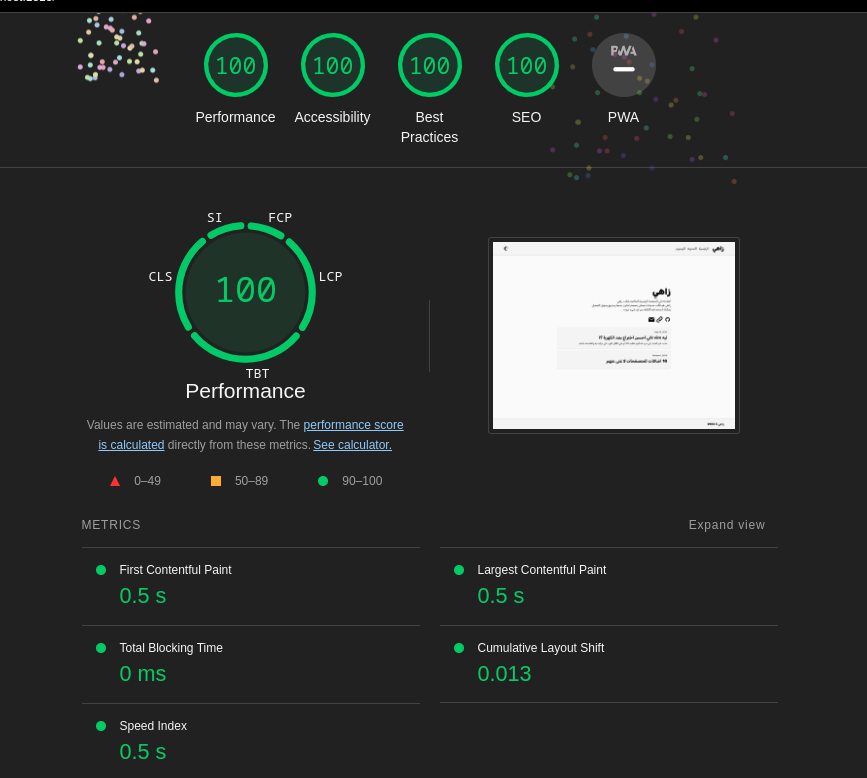 100
100
100
100
PWA
Performance
Accessibility
Best
Practices
SEO
PWA
SI
FCP
CLS
100
LCP
TBT
Performance
Values are estimated and may vary. The performance score
is calculated directly from these metrics. See calculator.
0–49
50–89
90–100
زاهي
زاهي
METRICS
Expand view
First Contentful Paint
0.5 s
Largest Contentful Paint
0.5 s
Total Blocking Time
0 ms
Cumulative Layout Shift
0.013
Speed Index
0.5 s